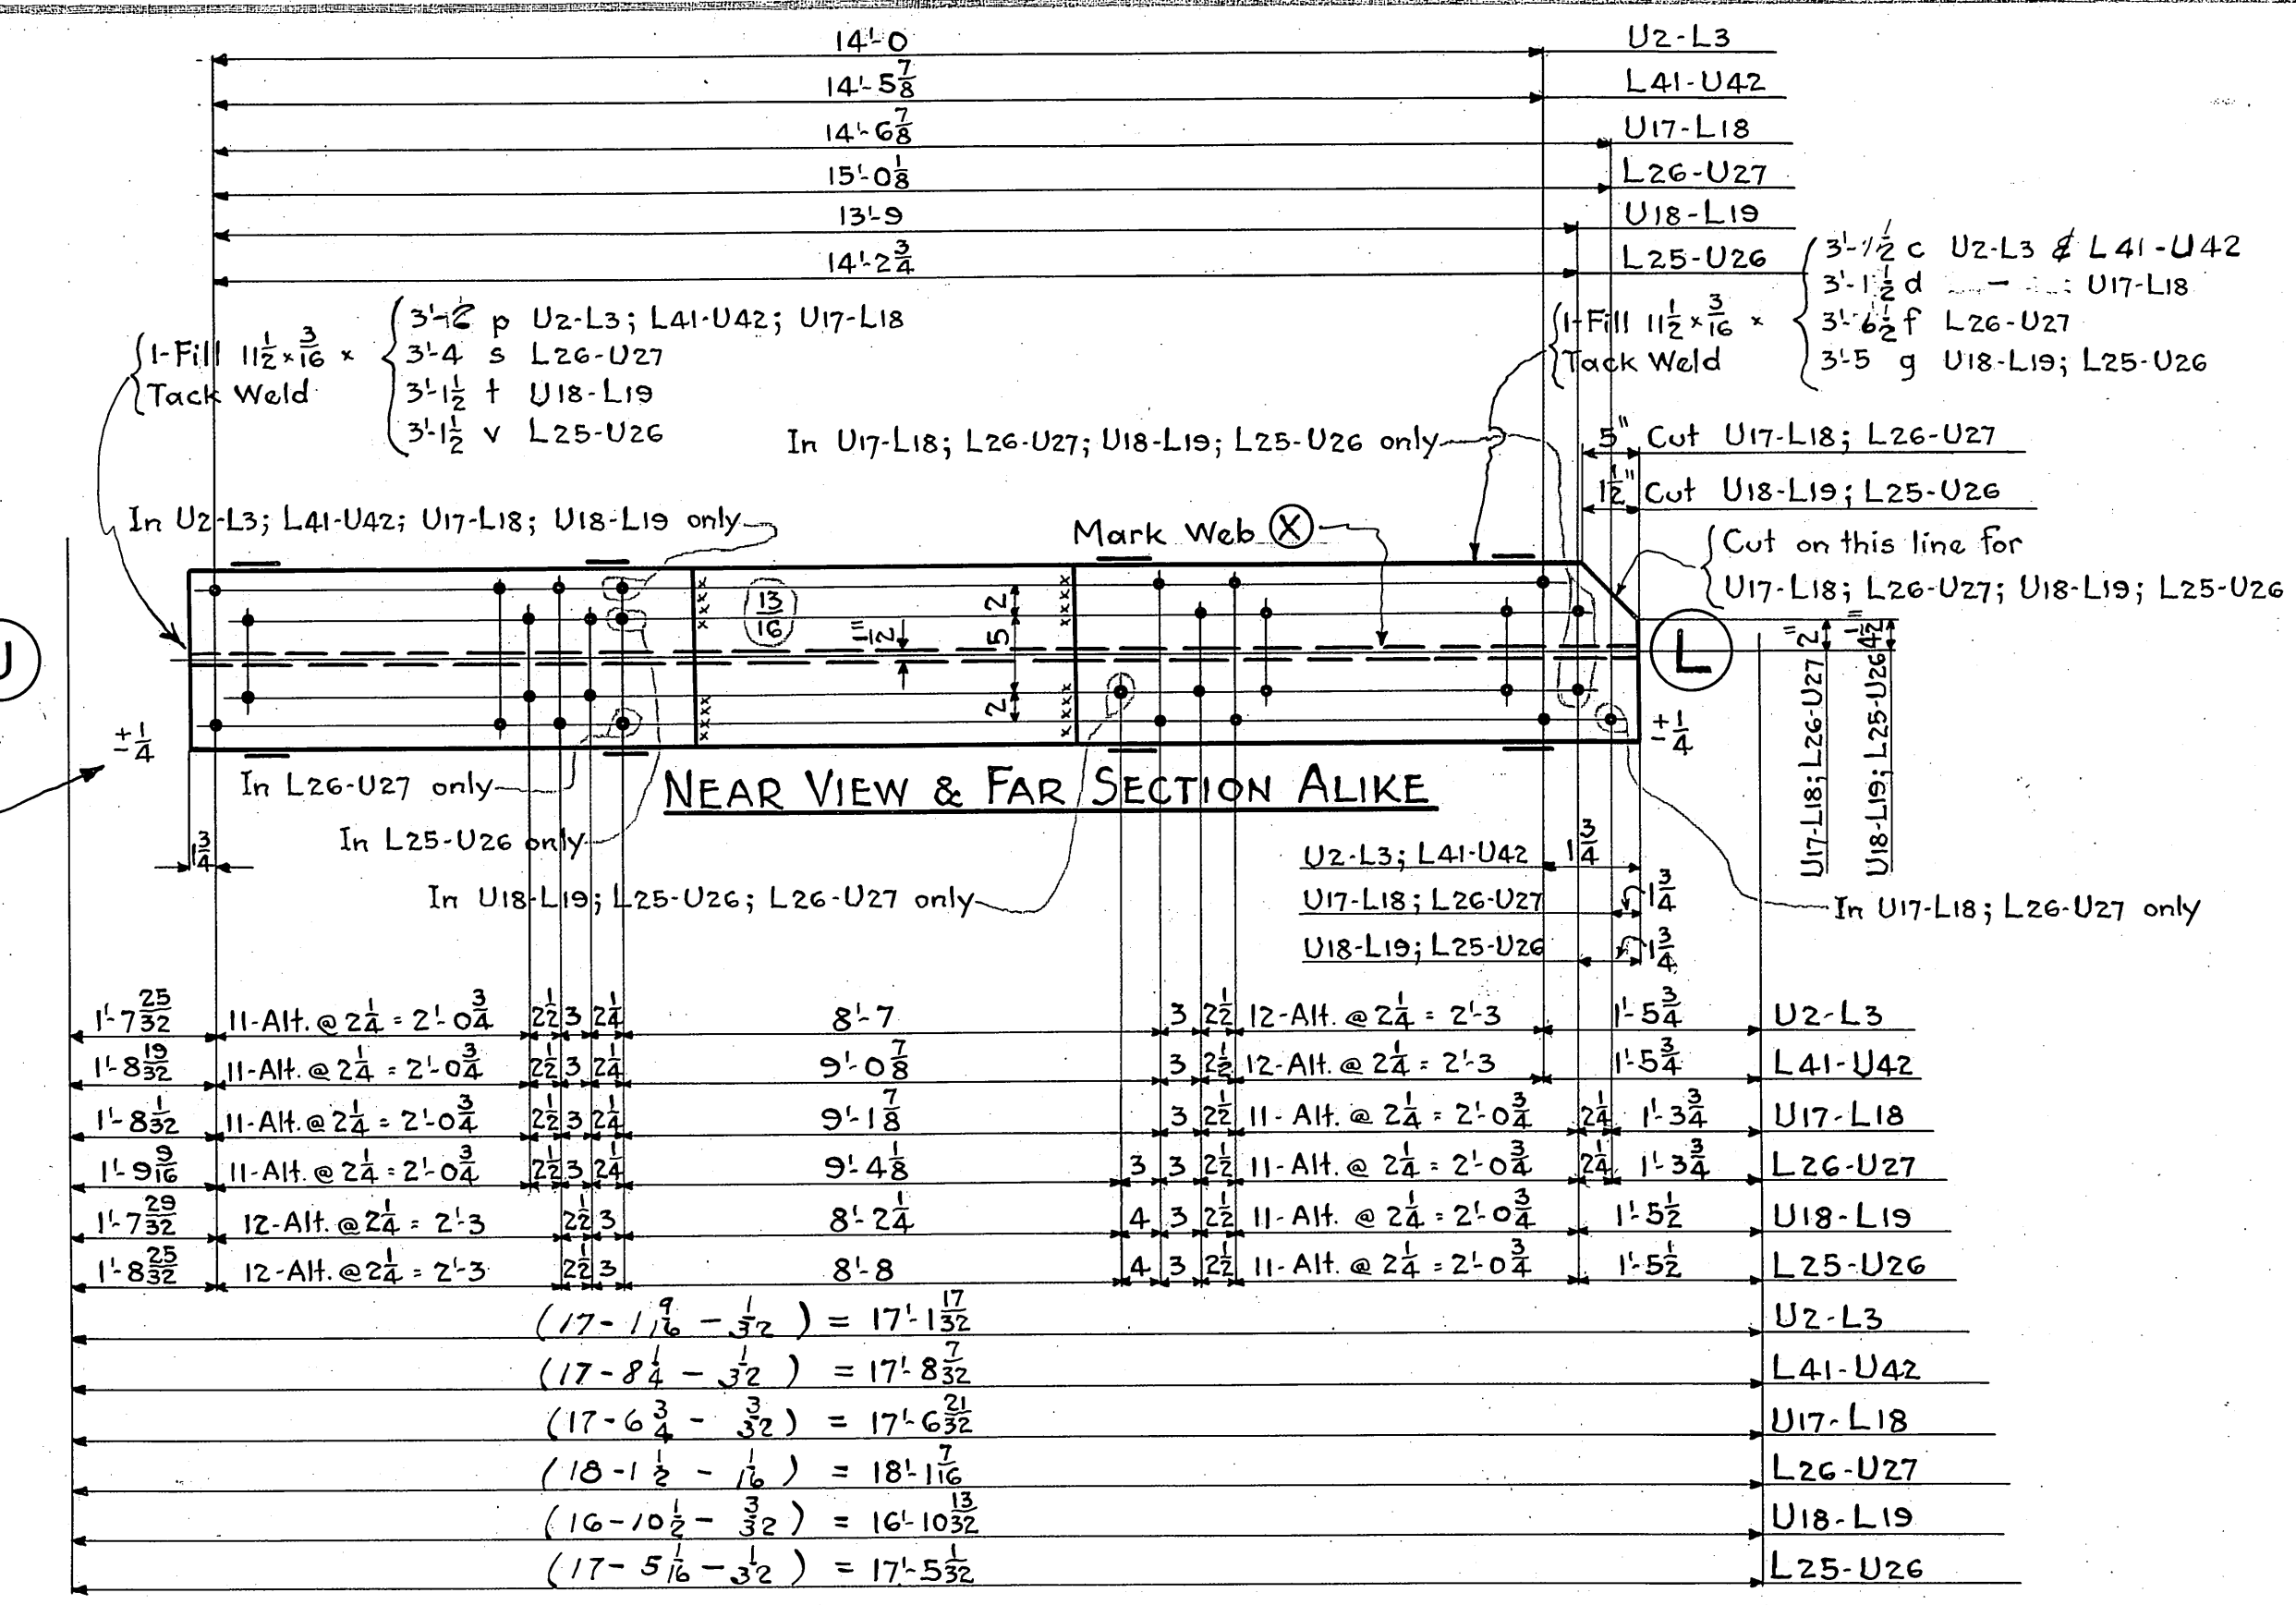 14'-0 U2-L3
14'-5 7/8 L41-U42
14'-6 7/8 U17-L18
15'-0 1/8 L26-U27
13'-9 U18-L19
14'-2 3/4 L25-U26
1-Fill 11 1/2 x 3/16 x
Tack Weld
p U2-L3; L41-U42; U17-L18
3'-4 s L26-U27
3'-1 1/2 t U18-L19
3'-1 1/2 v L25-U26
1-Fill 11 1/2 x 3/16 x
Tack Weld
c U2-L3 & L41-U42
3'-1 1/2 d U17-L18
3'-6 1/2 f L26-U27
3'-5 g U18-L19; L25-U26
In U17-L18; L26-U27; U18-L19; L25-U26 only
5" Cut U17-L18; L26-U27
1 1/2" Cut U18-L19; L25-U26
In U2-L3; L41-U42; U17-L18; U18-L19 only
Mark Web X
Cut on this line for
U17-L18; L26-U27; U18-L19; L25-U26
13/16
1/2"
2
5
2
U
L
2" U17-L18; L26-U27
4 1/2" U18-L19; L25-U26
± 1/4
± 1/4
In L26-U27 only
NEAR VIEW & FAR SECTION ALIKE
In L25-U26 only
1 3/4
In U18-L19; L25-U26; L26-U27 only
U2-L3; L41-U42 1 3/4
U17-L18; L26-U27 1 3/4
U18-L19; L25-U26 1 3/4
In U17-L18; L26-U27 only
1'-7 25/32 11-Alt. @ 2 1/4 = 2'-0 3/4 2 1/2 3 2 1/4 8'-7 3 2 1/2 12-Alt. @ 2 1/4 = 2'-3 1'-5 3/4 U2-L3
1'-8 19/32 11-Alt. @ 2 1/4 = 2'-0 3/4 2 1/2 3 2 1/4 9'-0 7/8 3 2 1/2 12-Alt. @ 2 1/4 = 2'-3 1'-5 3/4 L41-U42
1'-8 1/32 11-Alt. @ 2 1/4 = 2'-0 3/4 2 1/2 3 2 1/4 9'-1 7/8 3 2 1/2 11-Alt. @ 2 1/4 = 2'-0 3/4 2 1/4 1'-3 3/4 U17-L18
1'-9 9/16 11-Alt. @ 2 1/4 = 2'-0 3/4 2 1/2 3 2 1/4 9'-4 1/8 3 3 2 1/2 11-Alt. @ 2 1/4 = 2'-0 3/4 2 1/4 1'-3 3/4 L26-U27
1'-7 29/32 12-Alt. @ 2 1/4 = 2'-3 2 1/2 3 8'-2 1/4 4 3 2 1/2 11-Alt. @ 2 1/4 = 2'-0 3/4 1'-5 1/2 U18-L19
1'-8 25/32 12-Alt. @ 2 1/4 = 2'-3 2 1/2 3 8'-8 4 3 2 1/2 11-Alt. @ 2 1/4 = 2'-0 3/4 1'-5 1/2 L25-U26
(17-1 9/16 - 1/32) = 17'-1 17/32 U2-L3
(17-8 1/4 - 1/32) = 17'-8 7/32 L41-U42
(17-6 3/4 - 3/32) = 17'-6 21/32 U17-L18
(18-1 1/2 - 1/16) = 18'-1 7/16 L26-U27
(16-10 1/2 - 3/32) = 16'-10 13/32 U18-L19
(17-5 1/16 - 1/32) = 17'-5 1/32 L25-U26